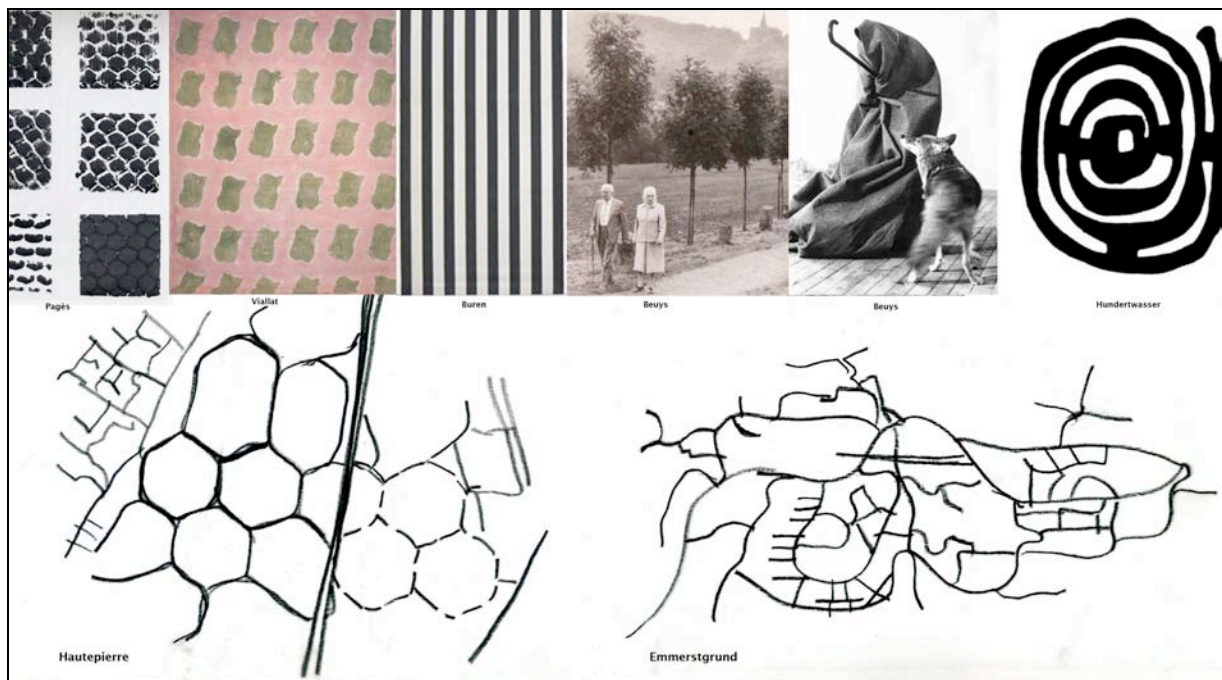 Pagès
Viallat
Buren
Beuys
Beuys
Hundertwasser
Hautepierre
Emmerstgrund